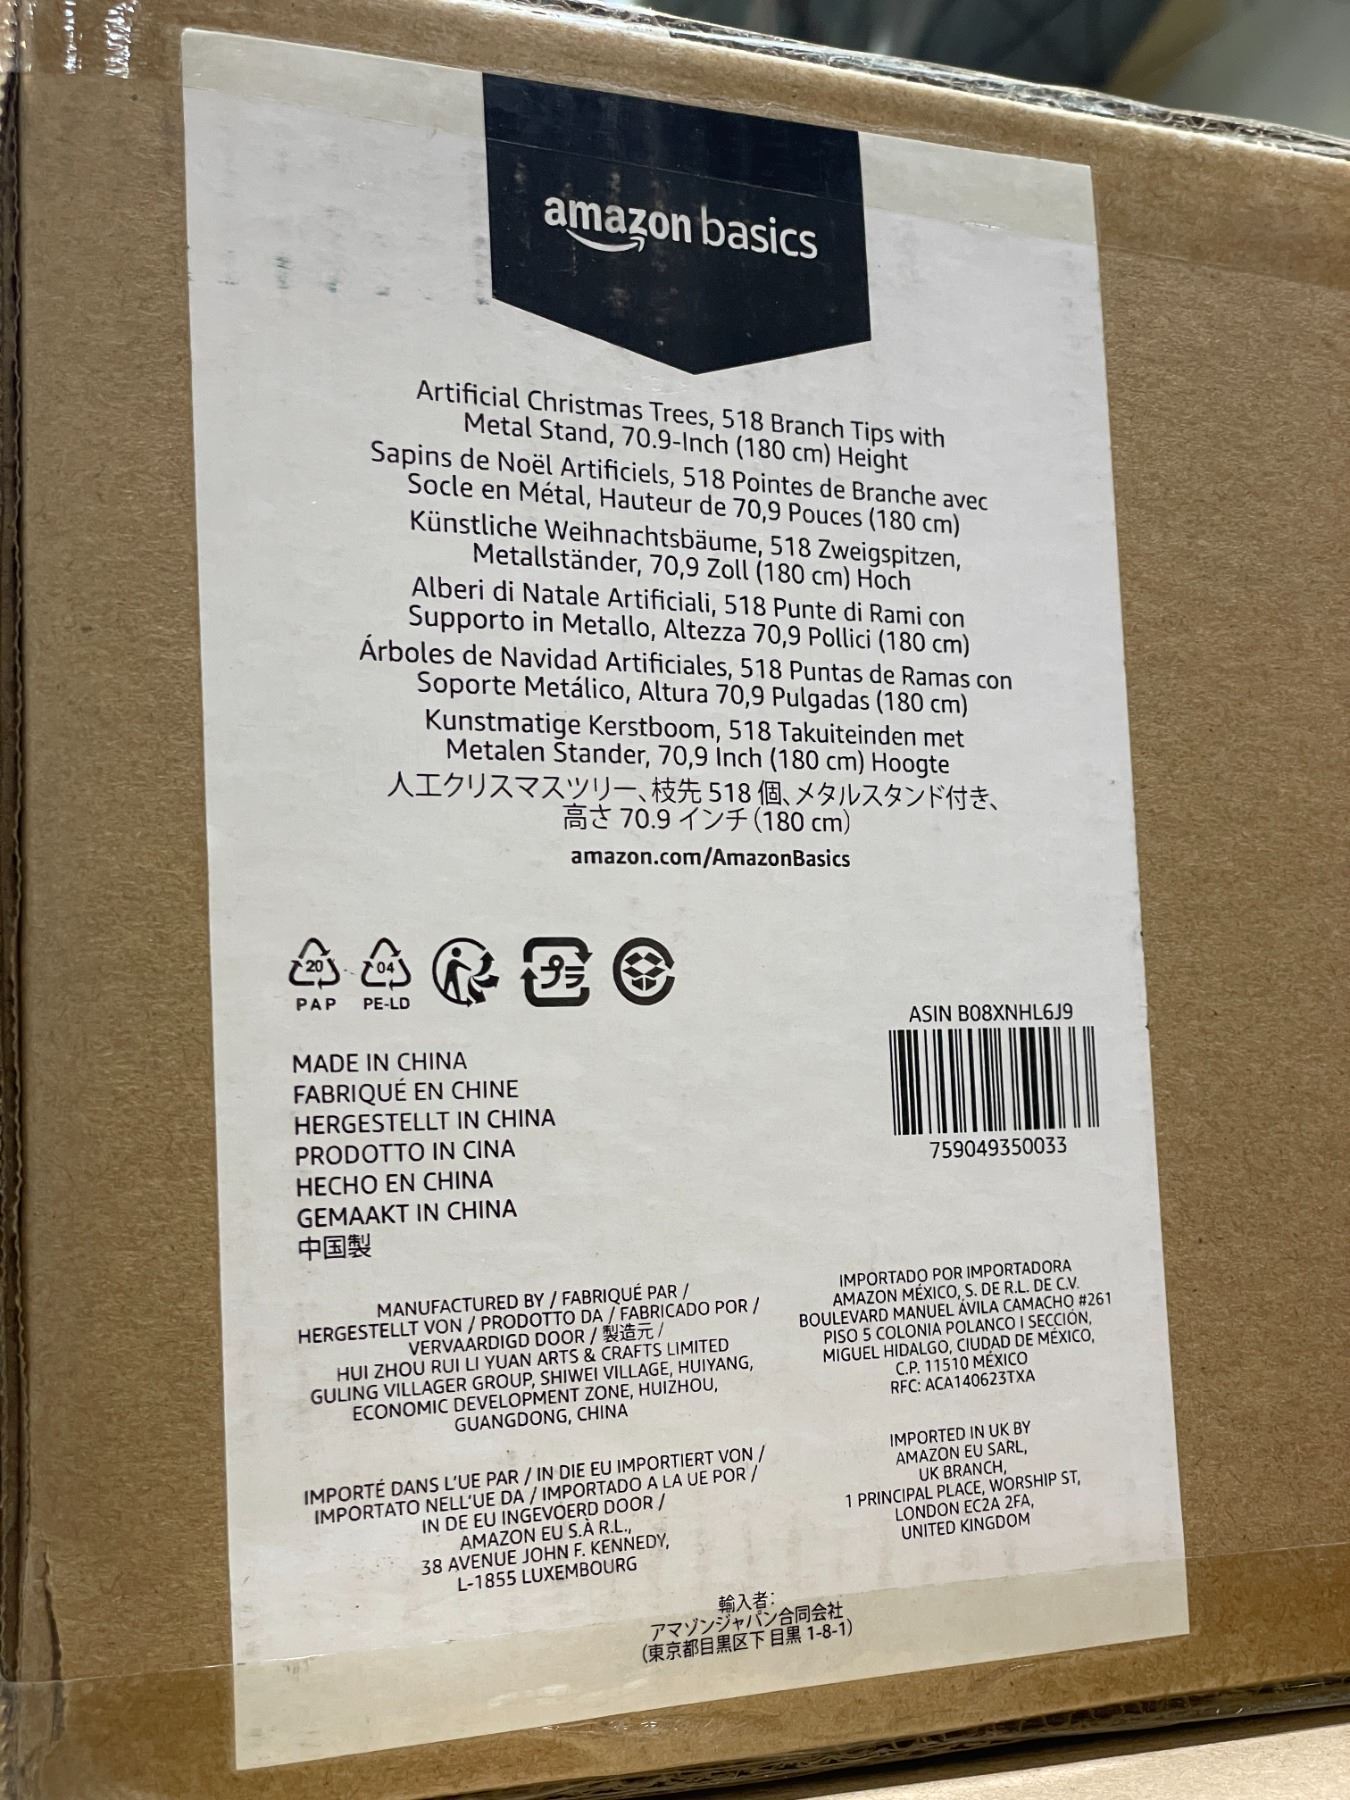 amazon basics
Artificial Christmas Trees, 518 Branch Tips with
Metal Stand, 70.9-Inch (180 cm) Height
Sapins de Noël Artificiels, 518 Pointes de Branche avec
Socle en Métal, Hauteur de 70,9 Pouces (180 cm)
Künstliche Weihnachtsbäume, 518 Zweigspitzen,
Metallständer, 70,9 Zoll (180 cm) Hoch
Alberi di Natale Artificiali, 518 Punte di Rami con
Supporto in Metallo, Altezza 70,9 Pollici (180 cm)
Árboles de Navidad Artificiales, 518 Puntas de Ramas con
Soporte Metálico, Altura 70,9 Pulgadas (180 cm)
Kunstmatige Kerstboom, 518 Takuiteinden met
Metalen Stander, 70,9 Inch (180 cm) Hoogte
人工クリスマスツリー、枝先 518 個、メタルスタンド付き、
高さ 70.9 インチ (180 cm)
amazon.com/AmazonBasics
20 04 プラ
PAP PE-LD
ASIN B08XNHL6J9
759049350033
MADE IN CHINA
FABRIQUÉ EN CHINE
HERGESTELLT IN CHINA
PRODOTTO IN CINA
HECHO EN CHINA
GEMAAKT IN CHINA
中国製
MANUFACTURED BY / FABRIQUÉ PAR /
HERGESTELLT VON / PRODOTTO DA / FABRICADO POR /
VERVAARDIGD DOOR / 製造元 /
HUI ZHOU RUI LI YUAN ARTS & CRAFTS LIMITED
GULING VILLAGER GROUP, SHIWEI VILLAGE, HUIYANG,
ECONOMIC DEVELOPMENT ZONE, HUIZHOU,
GUANGDONG, CHINA
IMPORTADO POR IMPORTADORA
AMAZON MÉXICO, S. DE R.L. DE C.V.
BOULEVARD MANUEL ÁVILA CAMACHO #261
PISO 5 COLONIA POLANCO I SECCIÓN,
MIGUEL HIDALGO, CIUDAD DE MÉXICO,
C.P. 11510 MÉXICO
RFC: ACA140623TXA
IMPORTÉ DANS L'UE PAR / IN DIE EU IMPORTIERT VON /
IMPORTATO NELL'UE DA / IMPORTADO A LA UE POR /
IN DE EU INGEVOERD DOOR /
AMAZON EU S.À R.L.,
38 AVENUE JOHN F. KENNEDY,
L-1855 LUXEMBOURG
IMPORTED IN UK BY
AMAZON EU SARL,
UK BRANCH,
1 PRINCIPAL PLACE, WORSHIP ST,
LONDON EC2A 2FA,
UNITED KINGDOM
輸入者:
アマゾンジャパン合同会社
(東京都目黒区下目黒 1-8-1)